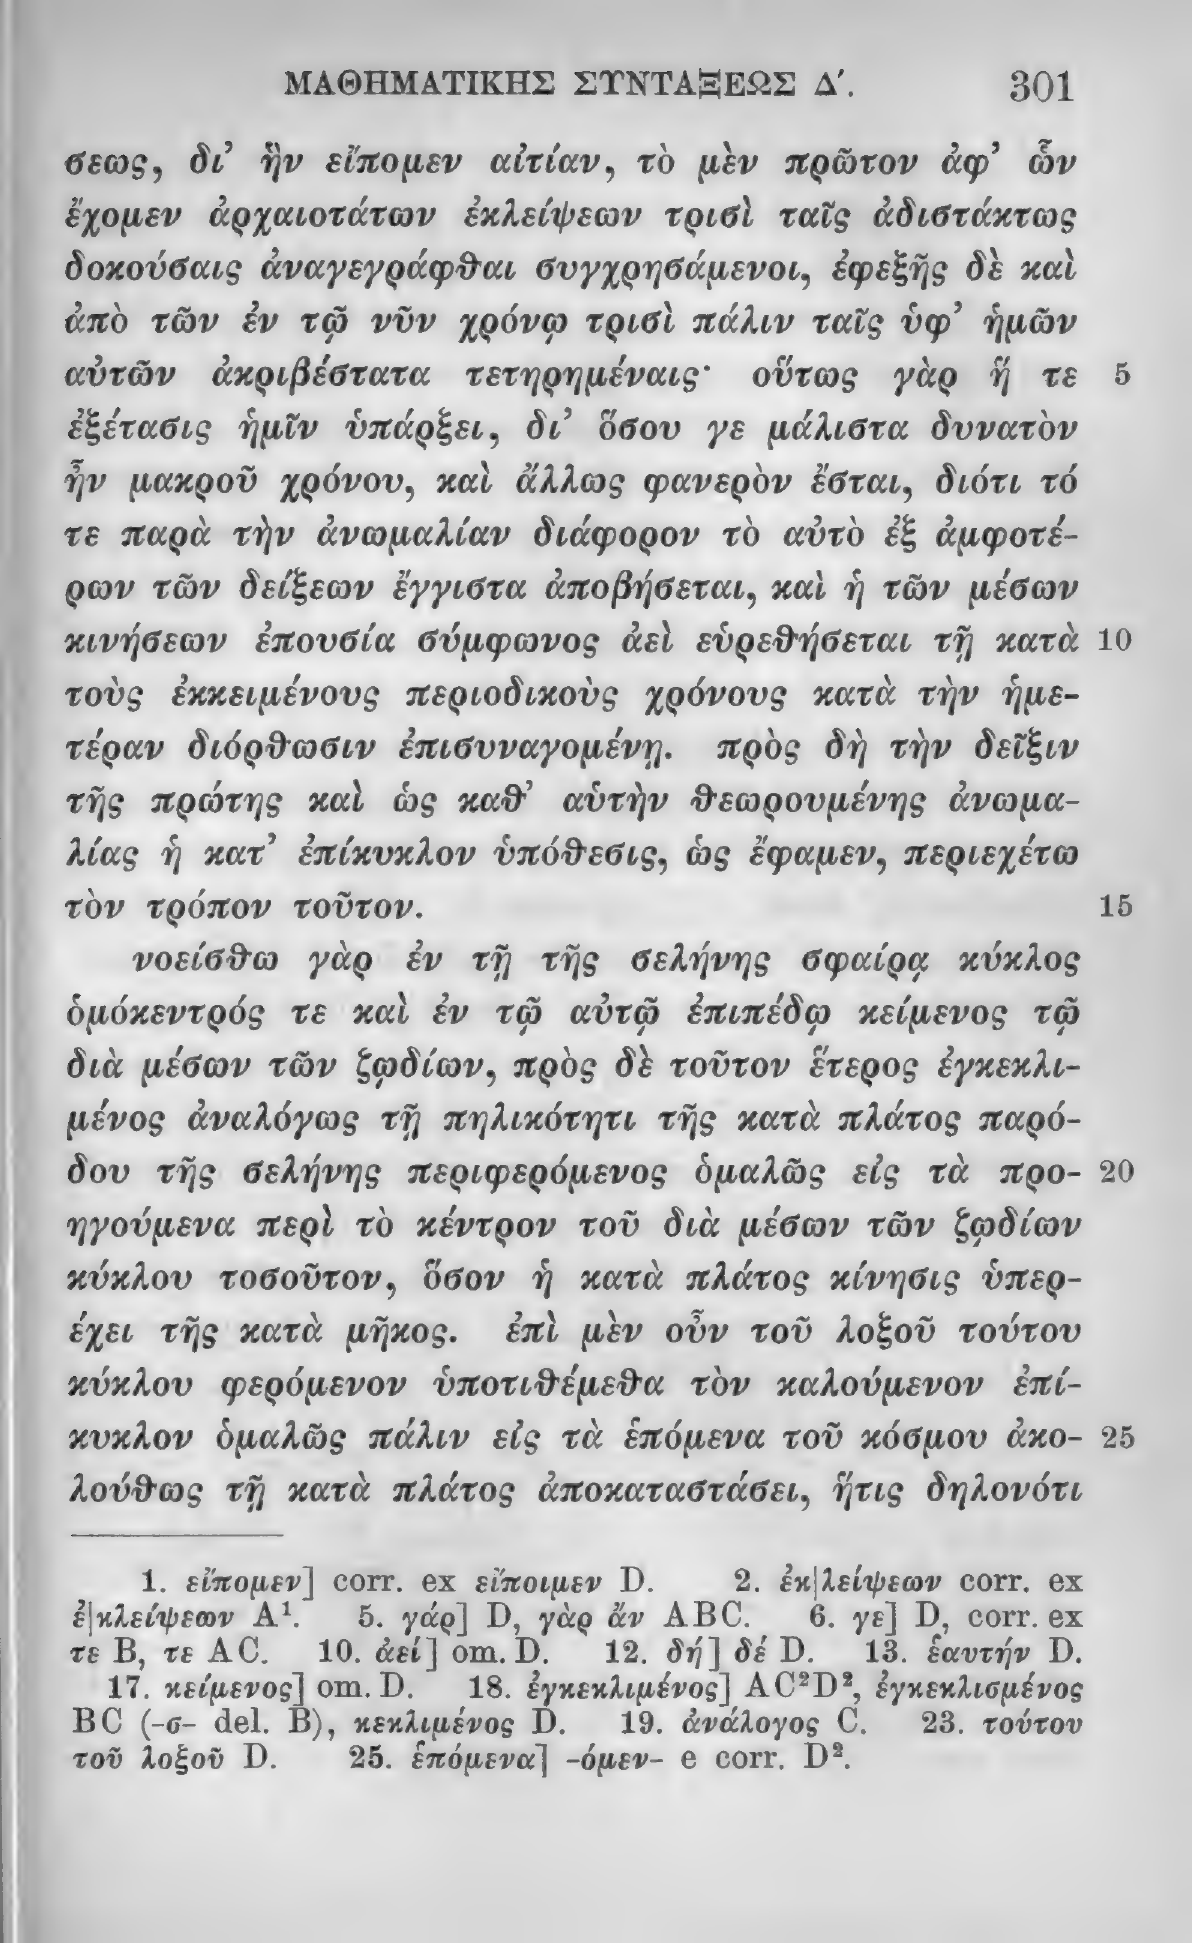 ΜΑΘΗΜΑΤΙΚΗΣ ΣΥΝΤΑΞΕΩΣ Δ΄. 301
σεως, δι’ ἣν εἴπομεν αἰτίαν, τὸ μὲν πρῶτον ἀφ’ ὧν
ἔχομεν ἀρχαιοτάτων ἐκλείψεων τρισὶ ταῖς ἀδιστάκτως
δοκούσαις ἀναγεγράφθαι συγχρησάμενοι, ἐφεξῆς δὲ καὶ
ἀπὸ τῶν ἐν τῷ νῦν χρόνῳ τρισὶ πάλιν ταῖς ὑφ’ ἡμῶν
αὐτῶν ἀκριβέστατα τετηρημέναις· οὕτως γὰρ ἥ τε 5
ἐξέτασις ἡμῖν ὑπάρξει, δι’ ὅσου γε μάλιστα δυνατὸν
ἦν μακροῦ χρόνου, καὶ ἄλλως φανερὸν ἔσται, διότι τό
τε παρὰ τὴν ἀνωμαλίαν διάφορον τὸ αὐτὸ ἐξ ἀμφοτέ-
ρων τῶν δείξεων ἔγγιστα ἀποβήσεται, καὶ ἡ τῶν μέσων
κινήσεων ἐπουσία σύμφωνος ἀεὶ εὑρεθήσεται τῇ κατὰ 10
τοὺς ἐκκειμένους περιοδικοὺς χρόνους κατὰ τὴν ἡμε-
τέραν διόρθωσιν ἐπισυναγομένῃ. πρὸς δὴ τὴν δεῖξιν
τῆς πρώτης καὶ ὡς καθ’ αὑτὴν θεωρουμένης ἀνωμα-
λίας ἡ κατ’ ἐπίκυκλον ὑπόθεσις, ὡς ἔφαμεν, περιεχέτω
τὸν τρόπον τοῦτον. 15
νοείσθω γὰρ ἐν τῇ τῆς σελήνης σφαίρᾳ κύκλος
ὁμόκεντρός τε καὶ ἐν τῷ αὐτῷ ἐπιπέδῳ κείμενος τῷ
διὰ μέσων τῶν ζῳδίων, πρὸς δὲ τοῦτον ἕτερος ἐγκεκλι-
μένος ἀναλόγως τῇ πηλικότητι τῆς κατὰ πλάτος παρό-
δου τῆς σελήνης περιφερόμενος ὁμαλῶς εἰς τὰ προ- 20
ηγούμενα περὶ τὸ κέντρον τοῦ διὰ μέσων τῶν ζῳδίων
κύκλου τοσοῦτον, ὅσον ἡ κατὰ πλάτος κίνησις ὑπερ-
έχει τῆς κατὰ μῆκος. ἐπὶ μὲν οὖν τοῦ λοξοῦ τούτου
κύκλου φερόμενον ὑποτιθέμεθα τὸν καλούμενον ἐπί-
κυκλον ὁμαλῶς πάλιν εἰς τὰ ἑπόμενα τοῦ κόσμου ἀκο- 25
λούθως τῇ κατὰ πλάτος ἀποκαταστάσει, ἥτις δηλονότι
1. εἴπομεν] corr. ex εἴποιμεν D. 2. ἐκ|λείψεων corr. ex
ἐ|κλείψεων A¹. 5. γάρ] D, γὰρ ἄν ABC. 6. γε] D, corr. ex
τε B, τε AC. 10. ἀεί] om. D. 12. δή] δέ D. 13. ἑαυτήν D.
17. κείμενος] om. D. 18. ἐγκεκλιμένος] AC²D², ἐγκεκλισμένος
BC (-σ- del. B), κεκλιμένος D. 19. ἀνάλογος C. 23. τούτου
τοῦ λοξοῦ D. 25. ἑπόμενα] -όμεν- e corr. D².